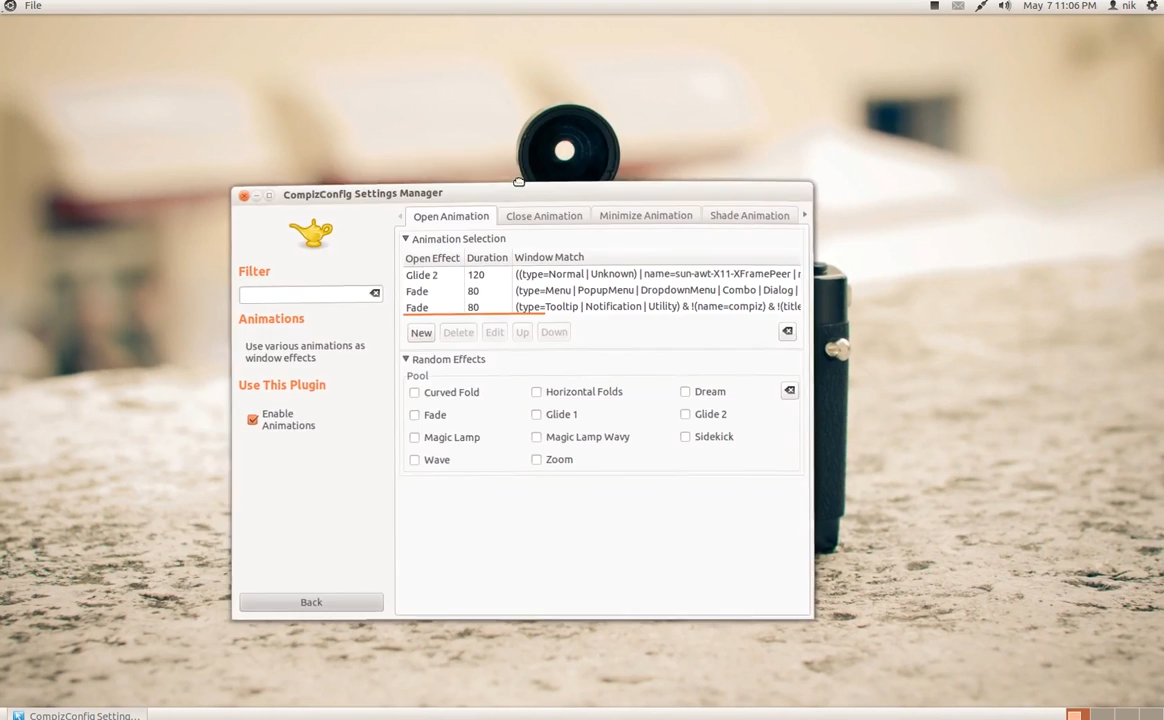 File
May 7 11:06 PM
nik
CompizConfig Settings Manager
Filter
Animations
Use various animations as
window effects
Use This Plugin
Enable
Animations
Back
Open Animation Close Animation Minimize Animation Shade Animation
Animation Selection
Open Effect Duration Window Match
Glide 2 120 ((type=Normal | Unknown) | name=sun-awt-X11-XFramePeer |
Fade 80 (type=Menu | PopupMenu | DropdownMenu | Combo | Dialog |
Fade 80 (type=Tooltip | Notification | Utility) & !(name=compiz) & !(title
New Delete Edit Up Down
Random Effects
Pool
Curved Fold Horizontal Folds Dream
Fade Glide 1 Glide 2
Magic Lamp Magic Lamp Wavy Sidekick
Wave Zoom
CompizConfig Setting...